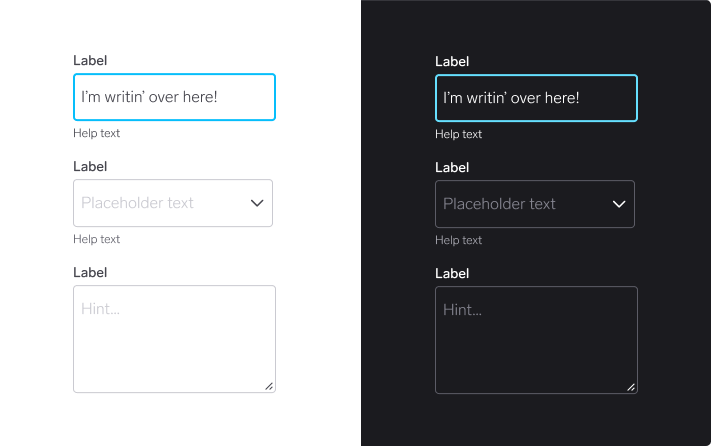 Label
I'm writin' over here!
Help text
Label
Placeholder text
Help text
Label
Hint...
Label
I'm writin' over here!
Help text
Label
Placeholder text
Help text
Label
Hint...